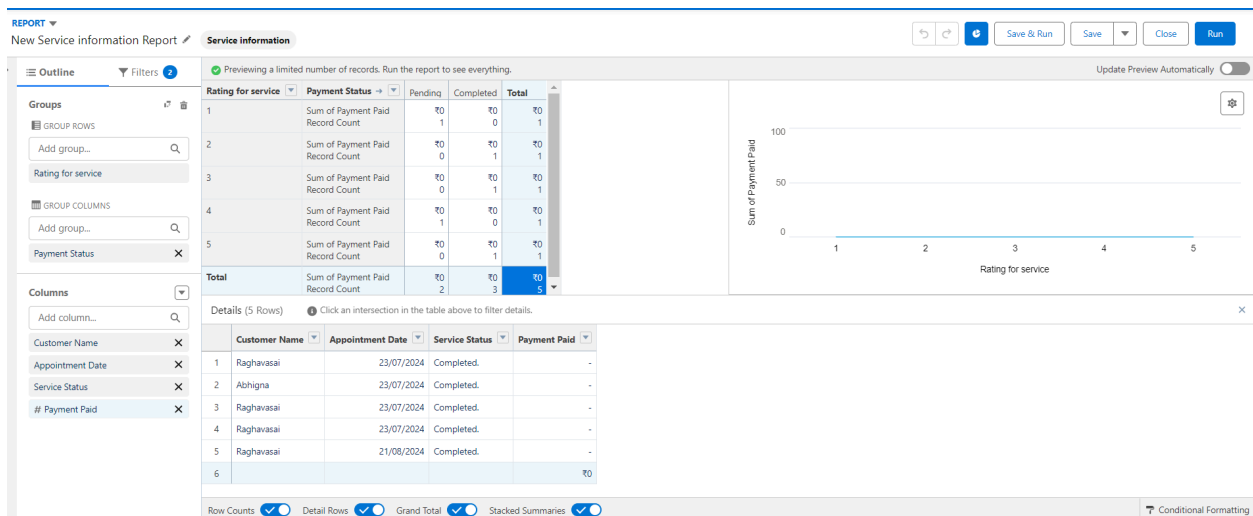 REPORT
New Service information Report Service information
Save & Run Save Close Run
Outline Filters 2
Previewing a limited number of records. Run the report to see everything. Update Preview Automatically
Groups
GROUP ROWS
Add group...
Rating for service
GROUP COLUMNS
Add group...
Payment Status
Columns
Add column...
Customer Name
Appointment Date
Service Status
# Payment Paid
Rating for service Payment Status → Pending Completed Total
1 Sum of Payment Paid ₹0 ₹0 ₹0
Record Count 1 0 1
2 Sum of Payment Paid ₹0 ₹0 ₹0
Record Count 0 1 1
3 Sum of Payment Paid ₹0 ₹0 ₹0
Record Count 0 1 1
4 Sum of Payment Paid ₹0 ₹0 ₹0
Record Count 1 0 1
5 Sum of Payment Paid ₹0 ₹0 ₹0
Record Count 0 1 1
Total Sum of Payment Paid ₹0 ₹0 ₹0
Record Count 2 3 5
Sum of Payment Paid
100
50
0
1 2 3 4 5
Rating for service
Details (5 Rows) Click an intersection in the table above to filter details.
Customer Name Appointment Date Service Status Payment Paid
1 Raghavasai 23/07/2024 Completed. -
2 Abhigna 23/07/2024 Completed. -
3 Raghavasai 23/07/2024 Completed. -
4 Raghavasai 23/07/2024 Completed. -
5 Raghavasai 21/08/2024 Completed. -
6 ₹0
Row Counts Detail Rows Grand Total Stacked Summaries Conditional Formatting